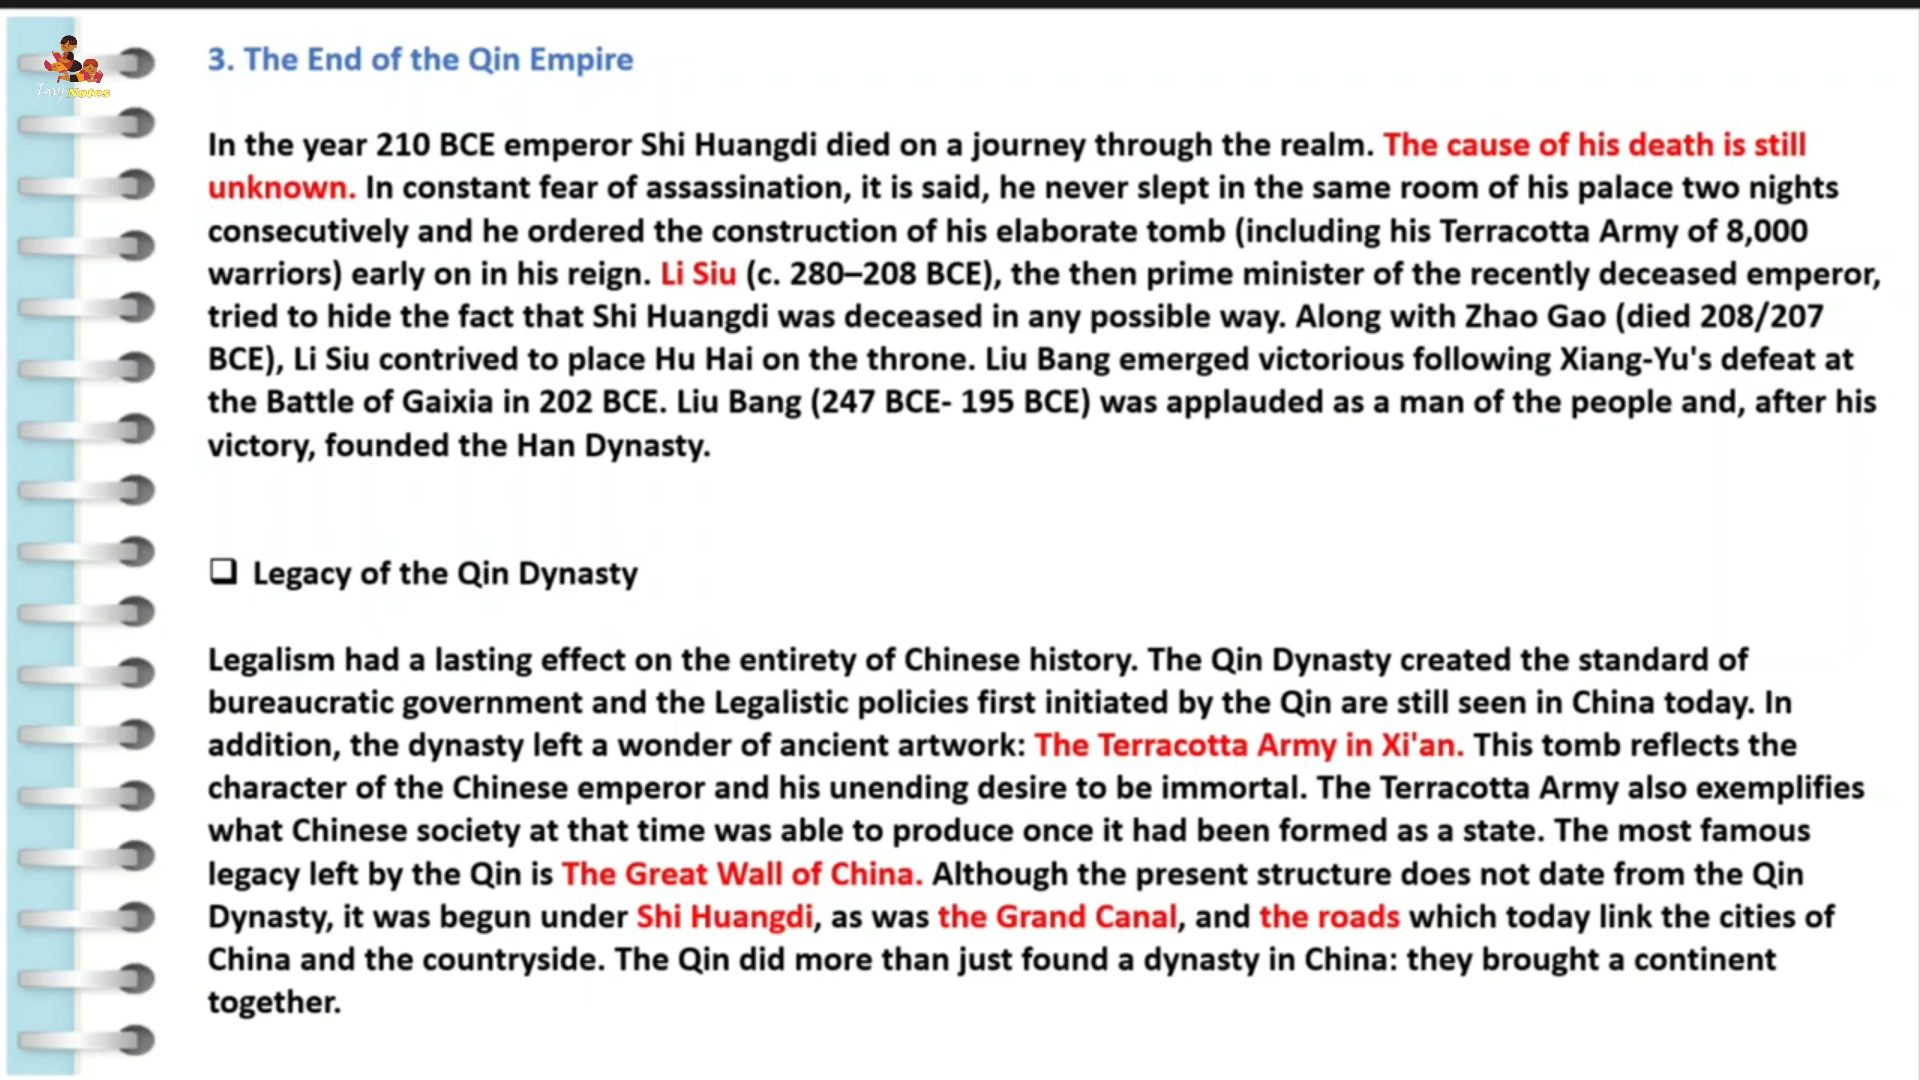 Lazy Notes
3. The End of the Qin Empire
In the year 210 BCE emperor Shi Huangdi died on a journey through the realm. The cause of his death is still
unknown. In constant fear of assassination, it is said, he never slept in the same room of his palace two nights
consecutively and he ordered the construction of his elaborate tomb (including his Terracotta Army of 8,000
warriors) early on in his reign. Li Siu (c. 280–208 BCE), the then prime minister of the recently deceased emperor,
tried to hide the fact that Shi Huangdi was deceased in any possible way. Along with Zhao Gao (died 208/207
BCE), Li Siu contrived to place Hu Hai on the throne. Liu Bang emerged victorious following Xiang-Yu's defeat at
the Battle of Gaixia in 202 BCE. Liu Bang (247 BCE- 195 BCE) was applauded as a man of the people and, after his
victory, founded the Han Dynasty.
❑ Legacy of the Qin Dynasty
Legalism had a lasting effect on the entirety of Chinese history. The Qin Dynasty created the standard of
bureaucratic government and the Legalistic policies first initiated by the Qin are still seen in China today. In
addition, the dynasty left a wonder of ancient artwork: The Terracotta Army in Xi'an. This tomb reflects the
character of the Chinese emperor and his unending desire to be immortal. The Terracotta Army also exemplifies
what Chinese society at that time was able to produce once it had been formed as a state. The most famous
legacy left by the Qin is The Great Wall of China. Although the present structure does not date from the Qin
Dynasty, it was begun under Shi Huangdi, as was the Grand Canal, and the roads which today link the cities of
China and the countryside. The Qin did more than just found a dynasty in China: they brought a continent
together.